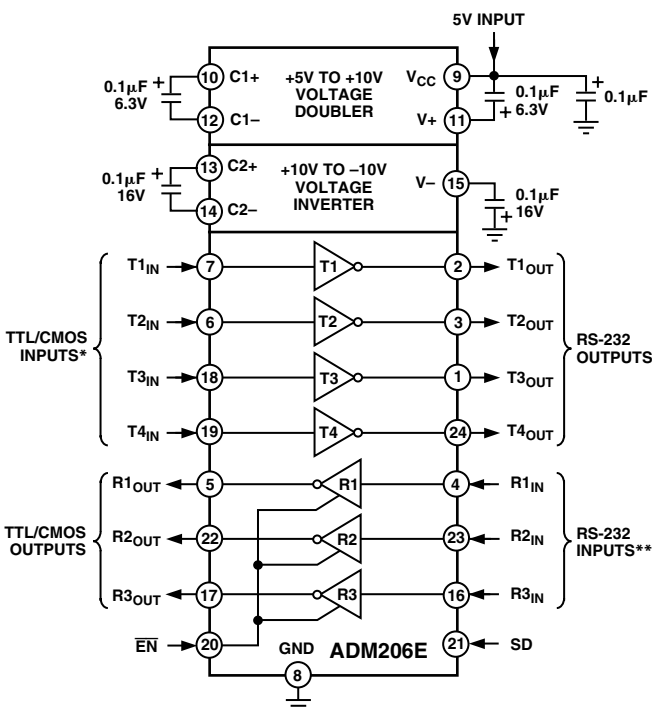 5V INPUT
0.1μF
6.3V
+
10
C1+
12
C1–
+5V TO +10V
VOLTAGE
DOUBLER
VCC
9
V+
11
+
0.1μF
6.3V
+
0.1μF
0.1μF
16V
+
13
C2+
14
C2–
+10V TO –10V
VOLTAGE
INVERTER
V–
15
+
0.1μF
16V
TTL/CMOS
INPUTS*
T1IN
7
T1
2
T1OUT
T2IN
6
T2
3
T2OUT
T3IN
18
T3
1
T3OUT
T4IN
19
T4
24
T4OUT
RS-232
OUTPUTS
TTL/CMOS
OUTPUTS
R1OUT
5
R1
4
R1IN
R2OUT
22
R2
23
R2IN
R3OUT
17
R3
16
R3IN
RS-232
INPUTS**
EN
20
GND
8
ADM206E
21
SD